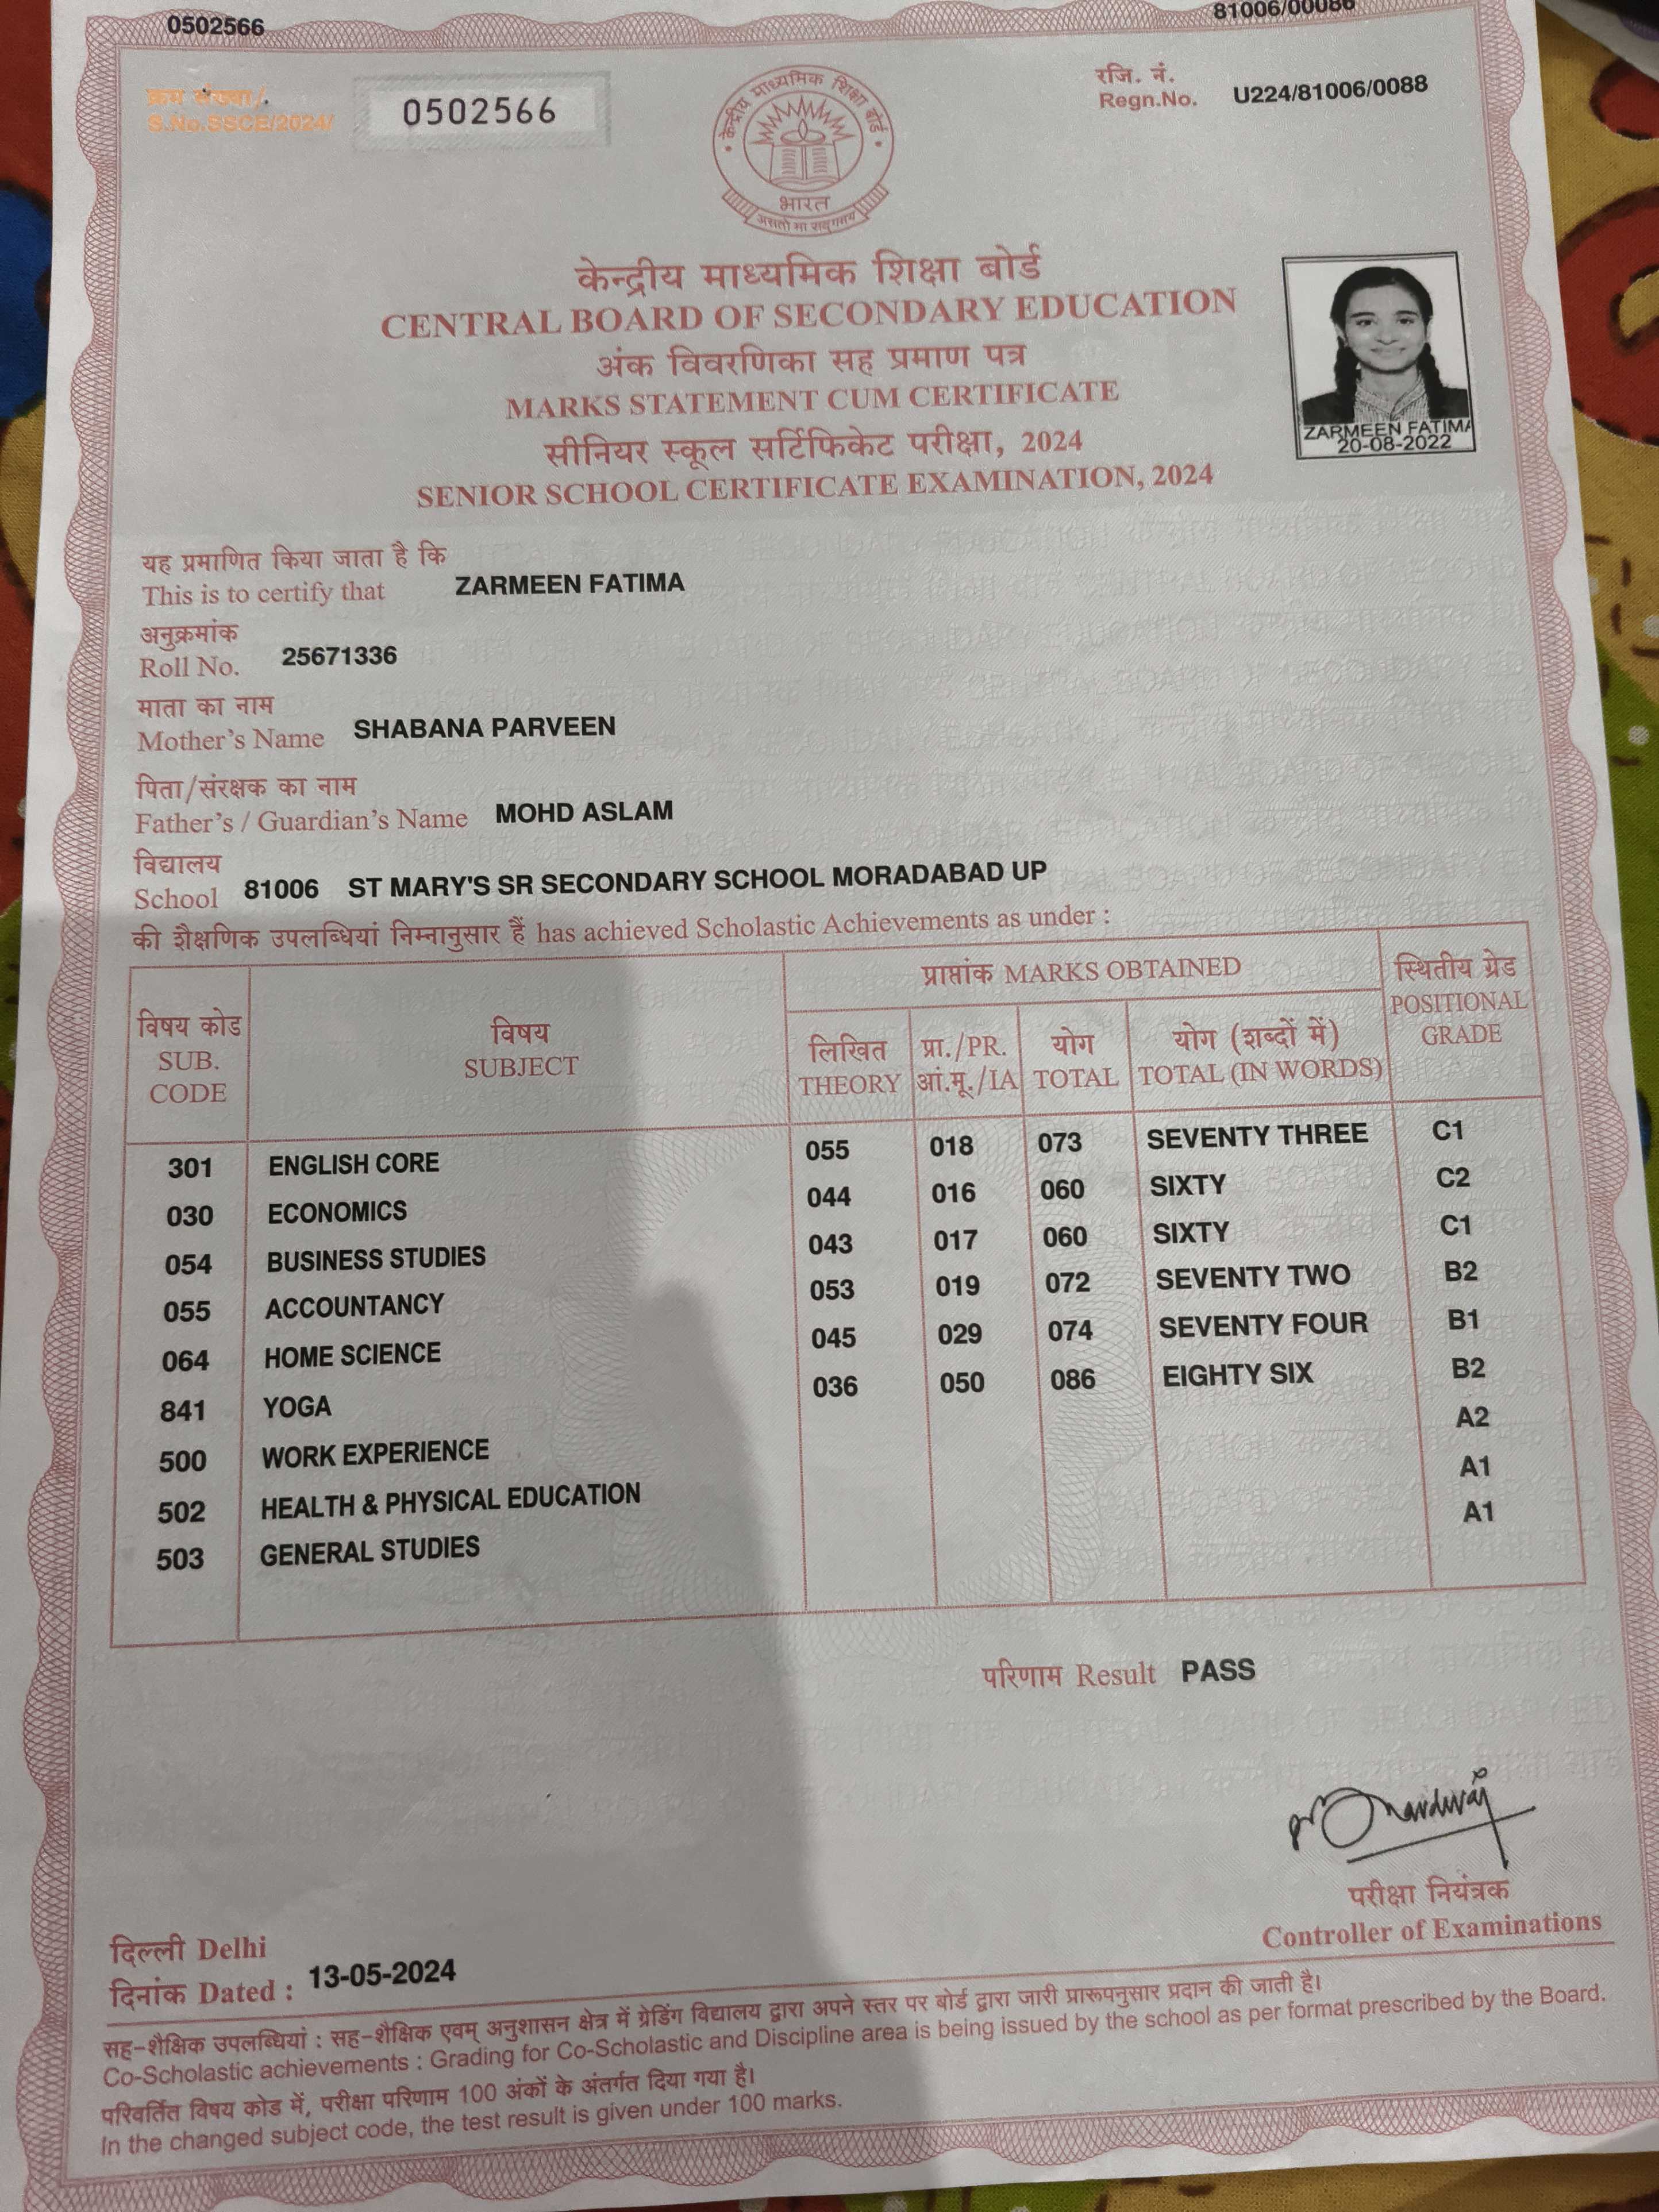 0502566
81006/00086
क्रम संख्या/.
S.No.SSCE/2024/
0502566
रजि. नं.
Regn.No. U224/81006/0088
केन्द्रीय माध्यमिक शिक्षा बोर्ड
भारत
असतो मा सद्गमय
केन्द्रीय माध्यमिक शिक्षा बोर्ड
CENTRAL BOARD OF SECONDARY EDUCATION
अंक विवरणिका सह प्रमाण पत्र
MARKS STATEMENT CUM CERTIFICATE
सीनियर स्कूल सर्टिफिकेट परीक्षा, 2024
SENIOR SCHOOL CERTIFICATE EXAMINATION, 2024
ZARMEEN FATIMA
20-08-2022
यह प्रमाणित किया जाता है कि
This is to certify that ZARMEEN FATIMA
अनुक्रमांक
Roll No. 25671336
माता का नाम
Mother's Name SHABANA PARVEEN
पिता/संरक्षक का नाम
Father's / Guardian's Name MOHD ASLAM
विद्यालय
School 81006 ST MARY'S SR SECONDARY SCHOOL MORADABAD UP
की शैक्षणिक उपलब्धियां निम्नानुसार हैं has achieved Scholastic Achievements as under :
विषय कोड
SUB.
CODE
विषय
SUBJECT
प्राप्तांक MARKS OBTAINED
लिखित
THEORY
प्रा./PR.
आं.मू./IA
योग
TOTAL
योग (शब्दों में)
TOTAL (IN WORDS)
स्थितीय ग्रेड
POSITIONAL
GRADE
301 ENGLISH CORE 055 018 073 SEVENTY THREE C1
030 ECONOMICS 044 016 060 SIXTY C2
054 BUSINESS STUDIES 043 017 060 SIXTY C1
055 ACCOUNTANCY 053 019 072 SEVENTY TWO B2
064 HOME SCIENCE 045 029 074 SEVENTY FOUR B1
841 YOGA 036 050 086 EIGHTY SIX B2
500 WORK EXPERIENCE A2
502 HEALTH & PHYSICAL EDUCATION A1
503 GENERAL STUDIES A1
परिणाम Result PASS
परीक्षा नियंत्रक
Controller of Examinations
दिल्ली Delhi
दिनांक Dated : 13-05-2024
सह-शैक्षिक उपलब्धियां : सह-शैक्षिक एवम् अनुशासन क्षेत्र में ग्रेडिंग विद्यालय द्वारा अपने स्तर पर बोर्ड द्वारा जारी प्रारूपनुसार प्रदान की जाती है।
Co-Scholastic achievements : Grading for Co-Scholastic and Discipline area is being issued by the school as per format prescribed by the Board.
परिवर्तित विषय कोड में, परीक्षा परिणाम 100 अंकों के अंतर्गत दिया गया है।
In the changed subject code, the test result is given under 100 marks.